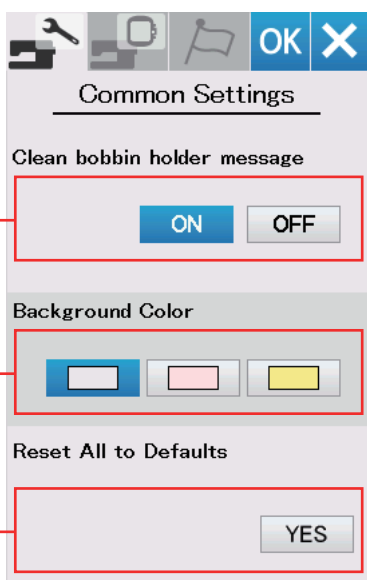 OK
Common Settings
Clean bobbin holder message
ON OFF
Background Color
Reset All to Defaults
YES